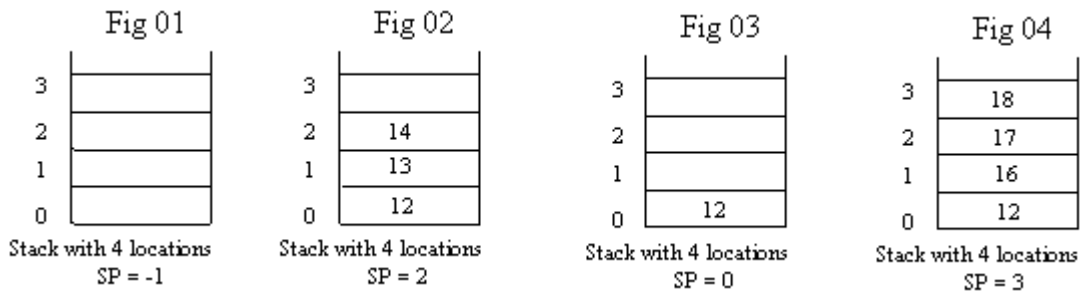 Fig 01
3
2
1
0
Stack with 4 locations
SP = -1
Fig 02
3
2
14
1
13
0
12
Stack with 4 locations
SP = 2
Fig 03
3
2
1
0
12
Stack with 4 locations
SP = 0
Fig 04
3
18
2
17
1
16
0
12
Stack with 4 locations
SP = 3